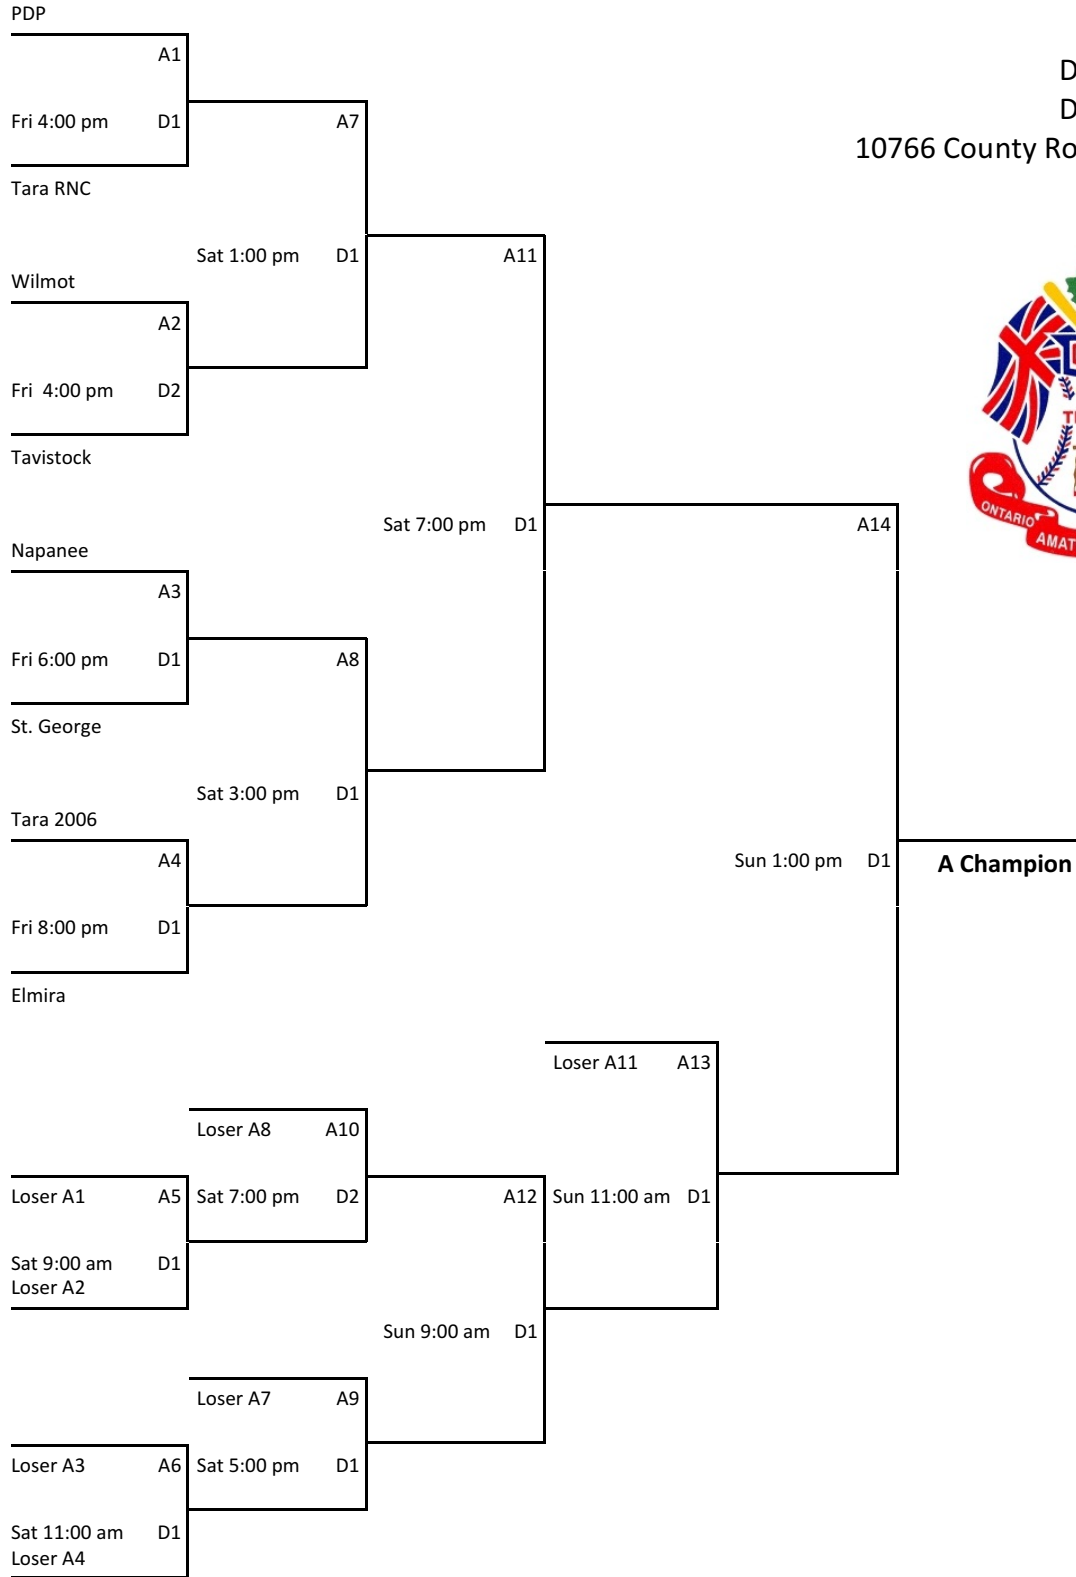 PDP
A1
D
Fri 4:00 pm D1 A7
D
10766 County Ro
Tara RNC
Sat 1:00 pm D1 A11
Wilmot
A2
Fri  4:00 pm D2
Tavistock
Sat 7:00 pm D1 A14
ONTARIO
AMAT
Napanee
A3
Fri 6:00 pm D1 A8
St. George
Sat 3:00 pm D1
Tara 2006
A4 Sun 1:00 pm D1 A Champion
Fri 8:00 pm D1
Elmira
Loser A11 A13
Loser A8 A10
Loser A1 A5 Sat 7:00 pm D2 A12 Sun 11:00 am D1
Sat 9:00 am D1
Loser A2
Sun 9:00 am D1
Loser A7 A9
Loser A3 A6 Sat 5:00 pm D1
Sat 11:00 am D1
Loser A4